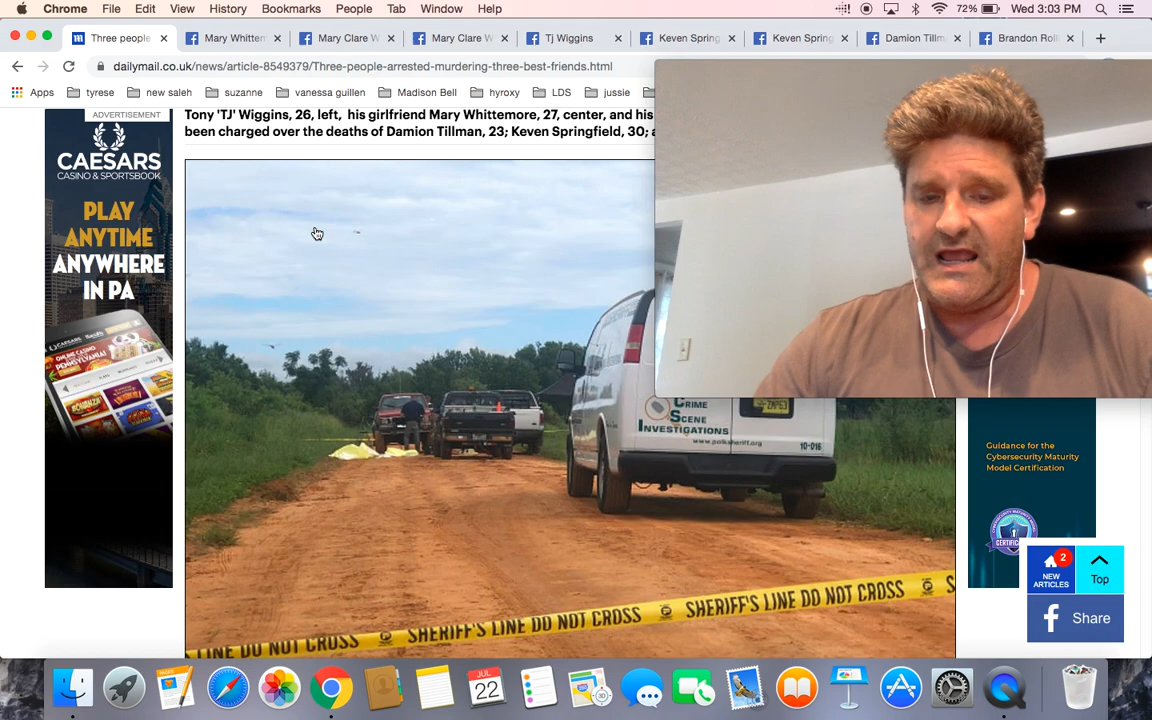 Chrome File Edit View History Bookmarks People Tab Window Help 72% Wed 3:03 PM
Three people Mary Whittem Mary Clare W Mary Clare W Tj Wiggins Keven Spring Keven Spring Damion Tillm Brandon Roll
dailymail.co.uk/news/article-8549379/Three-people-arrested-murdering-three-best-friends.html
Apps tyrese new saleh suzanne vanessa guillen Madison Bell hyroxy LDS jussie
ADVERTISEMENT
CAESARS
CASINO & SPORTSBOOK
PLAY
ANYTIME
ANYWHERE
IN PA
Tony 'TJ' Wiggins, 26, left, his girlfriend Mary Whittemore, 27, center, and his
been charged over the deaths of Damion Tillman, 23; Keven Springfield, 30;
CRIME
SCENE
INVESTIGATIONS
www.polksheriff.org
10-016
LINE DO NOT CROSS SHERIFF'S LINE DO NOT CROSS SHERIFF'S LINE DO NOT CROSS S
Guidance for the
Cybersecurity Maturity
Model Certification
2
NEW
ARTICLES
Top
Share
JUL
22